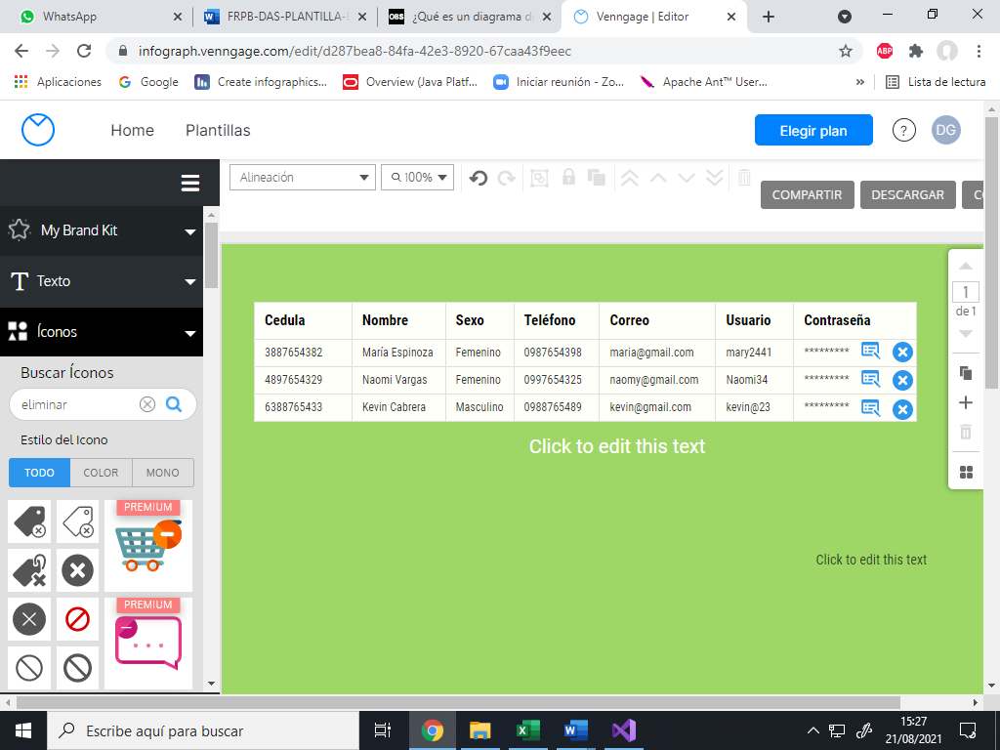 WhatsApp
FRPB-DAS-PLANTILLA-
¿Qué es un diagrama d
Venngage | Editor
infograph.venngage.com/edit/d287bea8-84fa-42e3-8920-67caa43f9eec
ABP
Aplicaciones
Google
Create infographics...
Overview (Java Platf...
Iniciar reunión - Zo...
Apache Ant™ User...
»
Lista de lectura
Home
Plantillas
Elegir plan
?
DG
Alineación
100%
COMPARTIR
DESCARGAR
My Brand Kit
Texto
Íconos
Buscar Íconos
eliminar
Estilo del Icono
TODO
COLOR
MONO
PREMIUM
PREMIUM
Cedula Nombre Sexo Teléfono Correo Usuario Contraseña
3887654382 María Espinoza Femenino 0987654398 maria@gmail.com mary2441 *********
4897654329 Naomi Vargas Femenino 0997654325 naomy@gmail.com Naomi34 *********
6388765433 Kevin Cabrera Masculino 0988765489 kevin@gmail.com kevin@23 *********
Click to edit this text
Click to edit this text
1
de 1
Escribe aquí para buscar
15:27
21/08/2021